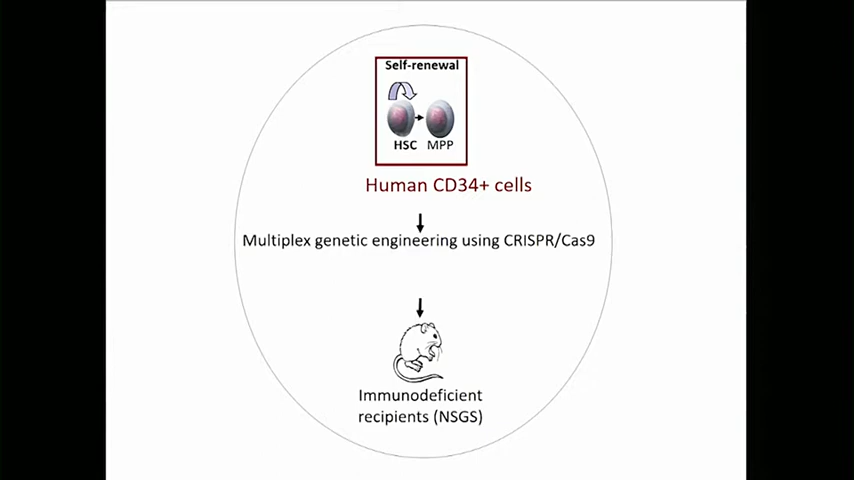 Self-renewal
HSC MPP
Human CD34+ cells
Multiplex genetic engineering using CRISPR/Cas9
Immunodeficient
recipients (NSGS)